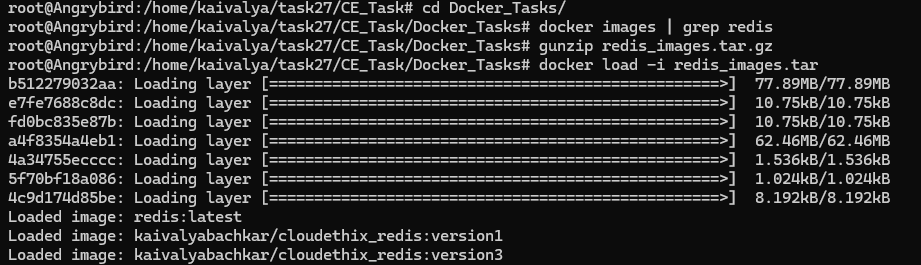 root@Angrybird:/home/kaivalya/task27/CE_Task# cd Docker_Tasks/
root@Angrybird:/home/kaivalya/task27/CE_Task/Docker_Tasks# docker images | grep redis
root@Angrybird:/home/kaivalya/task27/CE_Task/Docker_Tasks# gunzip redis_images.tar.gz
root@Angrybird:/home/kaivalya/task27/CE_Task/Docker_Tasks# docker load -i redis_images.tar
b512279032aa: Loading layer [==================================================>]  77.89MB/77.89MB
e7fe7688c8dc: Loading layer [==================================================>]  10.75kB/10.75kB
fd0bc835e87b: Loading layer [==================================================>]  10.75kB/10.75kB
a4f8354a4eb1: Loading layer [==================================================>]  62.46MB/62.46MB
4a34755ecccc: Loading layer [==================================================>]  1.536kB/1.536kB
5f70bf18a086: Loading layer [==================================================>]  1.024kB/1.024kB
4c9d174d85be: Loading layer [==================================================>]  8.192kB/8.192kB
Loaded image: redis:latest
Loaded image: kaivalyabachkar/cloudethix_redis:version1
Loaded image: kaivalyabachkar/cloudethix_redis:version3